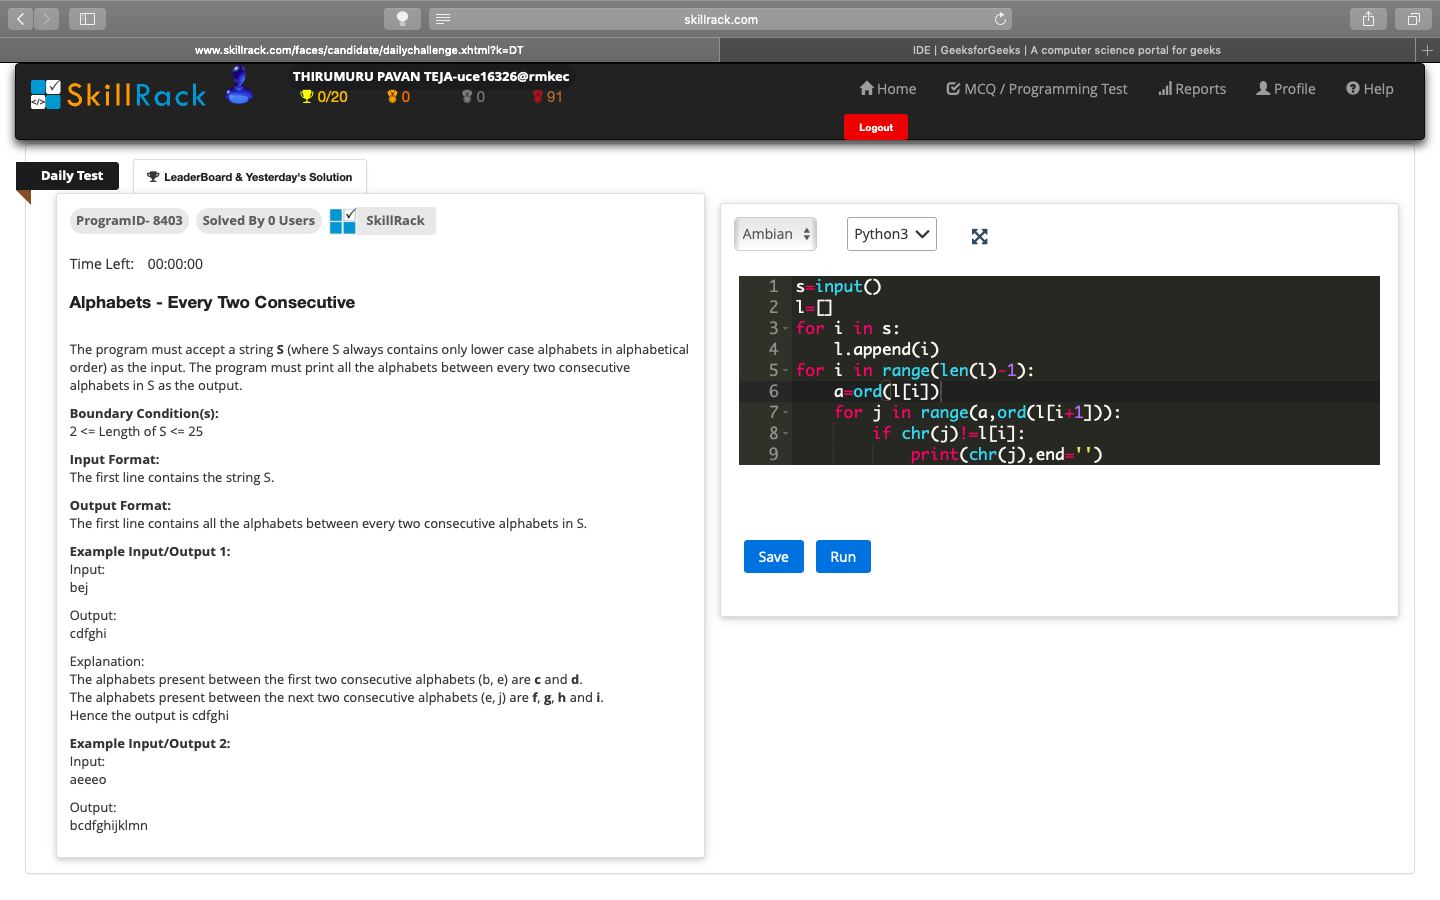 skillrack.com
www.skillrack.com/faces/candidate/dailychallenge.xhtml?k=DT
IDE | GeeksforGeeks | A computer science portal for geeks
SkillRack
THIRUMURU PAVAN TEJA-uce16326@rmkec
0/20 0 0 91
Home MCQ / Programming Test Reports Profile Help
Logout
Daily Test
LeaderBoard & Yesterday's Solution
ProgramID- 8403 Solved By 0 Users SkillRack
Time Left: 00:00:00
Alphabets - Every Two Consecutive
The program must accept a string S (where S always contains only lower case alphabets in alphabetical
order) as the input. The program must print all the alphabets between every two consecutive
alphabets in S as the output.
Boundary Condition(s):
2 <= Length of S <= 25
Input Format:
The first line contains the string S.
Output Format:
The first line contains all the alphabets between every two consecutive alphabets in S.
Example Input/Output 1:
Input:
bej
Output:
cdfghi
Explanation:
The alphabets present between the first two consecutive alphabets (b, e) are c and d.
The alphabets present between the next two consecutive alphabets (e, j) are f, g, h and i.
Hence the output is cdfghi
Example Input/Output 2:
Input:
aeeeo
Output:
bcdfghijklmn
Ambian Python3
1 s=input()
2 l=[]
3 for i in s:
4 l.append(i)
5 for i in range(len(l)-1):
6 a=ord(l[i])
7 for j in range(a,ord(l[i+1])):
8 if chr(j)!=l[i]:
9 print(chr(j),end='')
Save Run